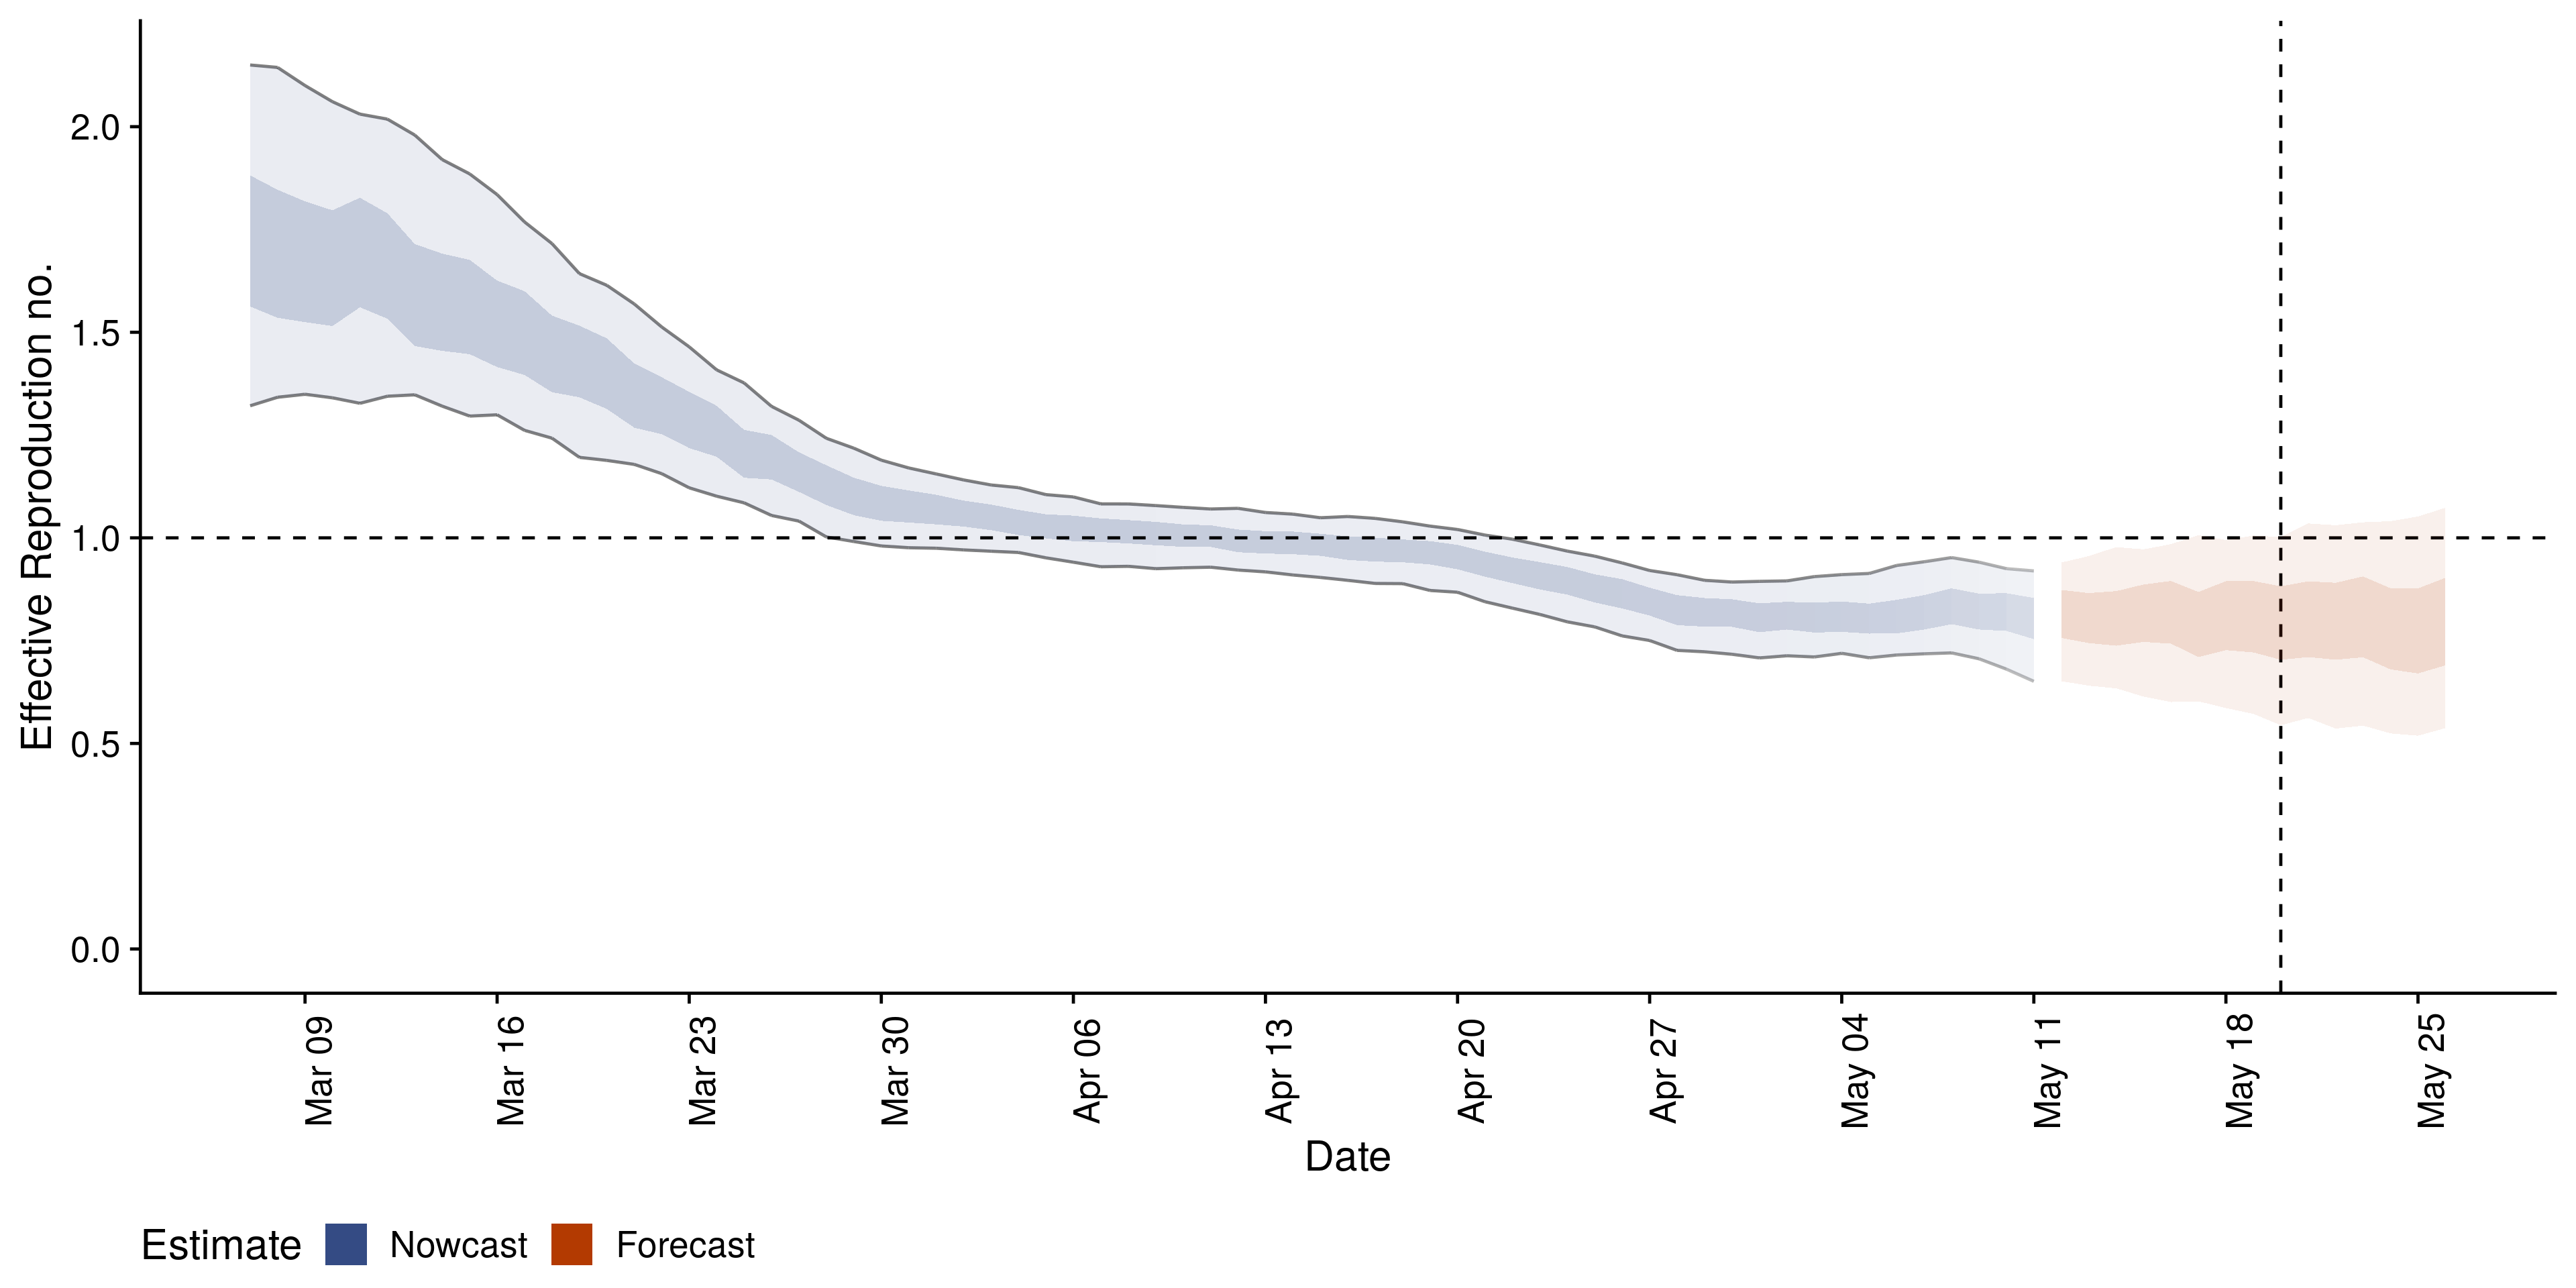 Effective Reproduction no.
2.0
1.5
1.0
0.5
0.0
Mar 09
Mar 16
Mar 23
Mar 30
Apr 06
Apr 13
Apr 20
Apr 27
May 04
May 11
May 18
May 25
Date
Estimate Nowcast Forecast